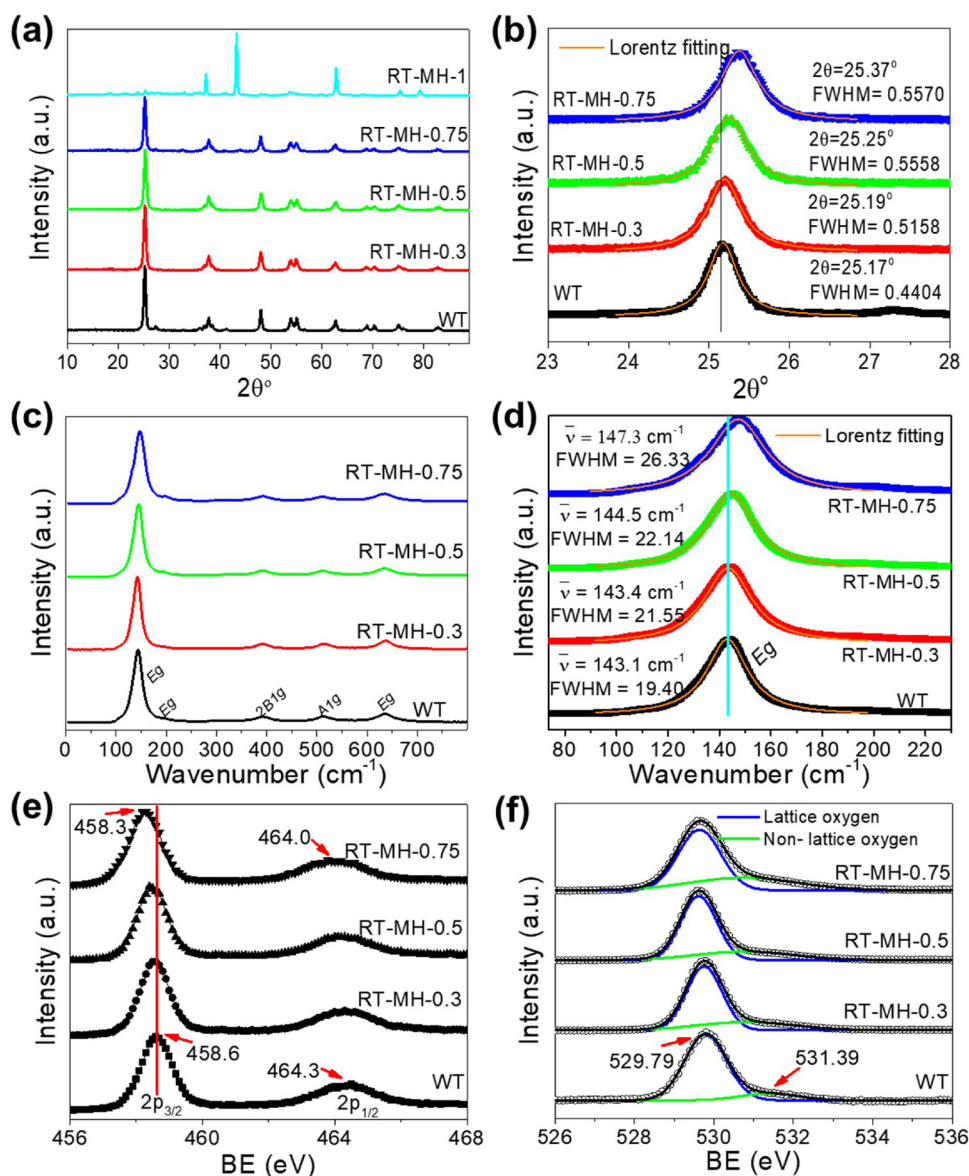 (a)
Intensity (a.u.)
RT-MH-1
RT-MH-0.75
RT-MH-0.5
RT-MH-0.3
WT
10 20 30 40 50 60 70 80
2θ°
(b)
Intensity (a.u.)
Lorentz fitting
RT-MH-0.75
2θ=25.37°
FWHM= 0.5570
RT-MH-0.5
2θ=25.25°
FWHM= 0.5558
RT-MH-0.3
2θ=25.19°
FWHM= 0.5158
WT
2θ=25.17°
FWHM= 0.4404
23 24 25 26 27 28
2θ°
(c)
Intensity (a.u.)
RT-MH-0.75
RT-MH-0.5
RT-MH-0.3
Eg
Eg
2B1g
A1g
Eg
WT
0 100 200 300 400 500 600 700
Wavenumber (cm⁻¹)
(d)
Intensity (a.u.)
ν̄ = 147.3 cm⁻¹
FWHM = 26.33
Lorentz fitting
RT-MH-0.75
ν̄ = 144.5 cm⁻¹
FWHM = 22.14
RT-MH-0.5
ν̄ = 143.4 cm⁻¹
FWHM = 21.55
RT-MH-0.3
ν̄ = 143.1 cm⁻¹
FWHM = 19.40
Eg
WT
80 100 120 140 160 180 200 220
Wavenumber (cm⁻¹)
(e)
Intensity (a.u.)
458.3
464.0
RT-MH-0.75
RT-MH-0.5
RT-MH-0.3
458.6
464.3
WT
2p₃/₂
2p₁/₂
456 460 464 468
BE (eV)
(f)
Intensity (a.u.)
Lattice oxygen
Non- lattice oxygen
RT-MH-0.75
RT-MH-0.5
RT-MH-0.3
529.79
531.39
WT
526 528 530 532 534 536
BE (eV)